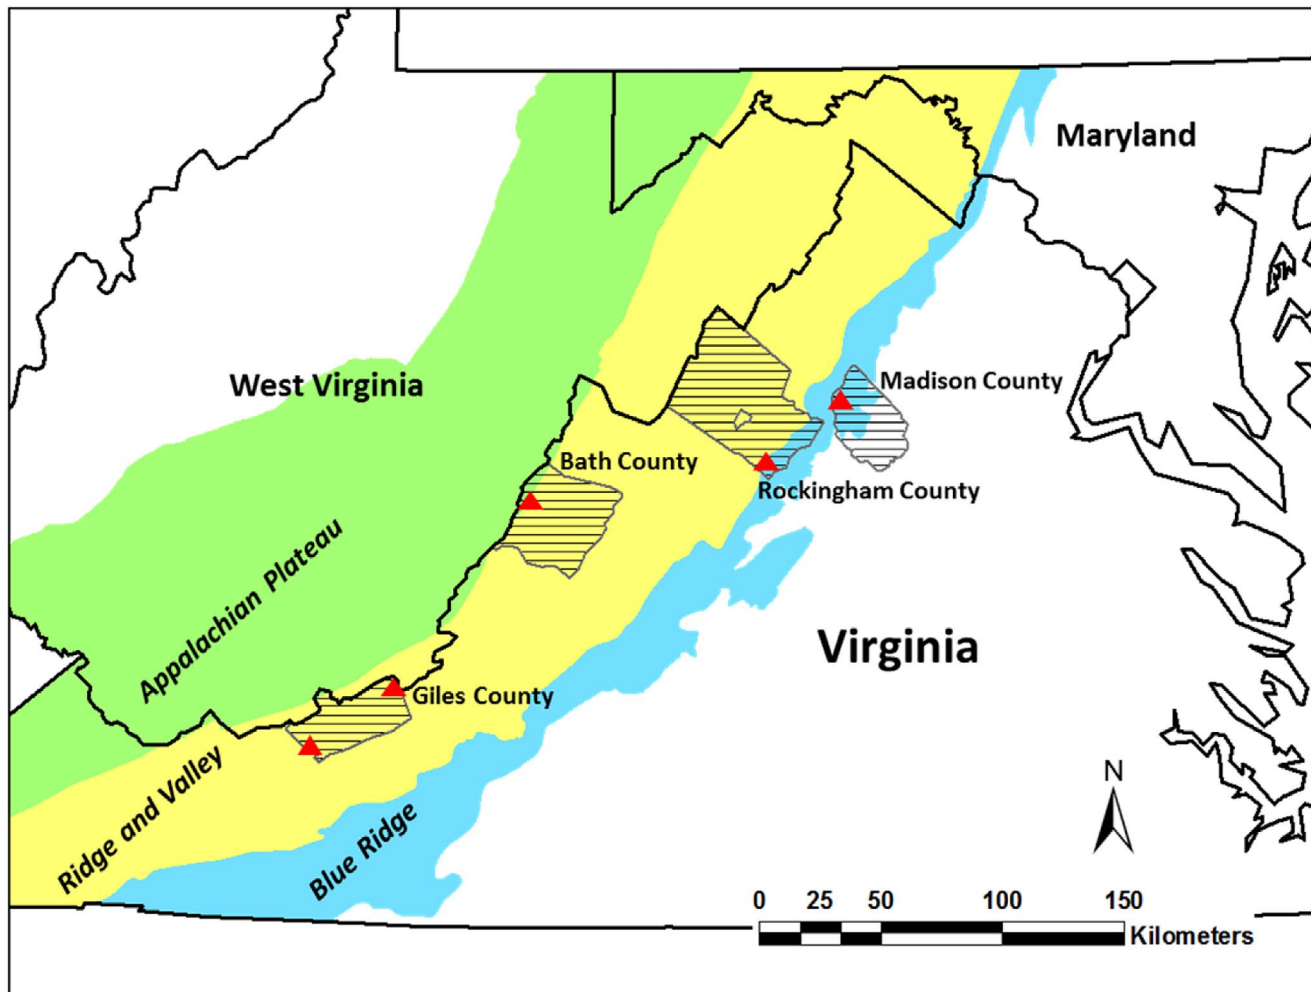 Maryland
West Virginia
Madison County
Bath County
Rockingham County
Appalachian Plateau
Virginia
Giles County
Ridge and Valley
Blue Ridge
N
0 25 50 100 150
Kilometers